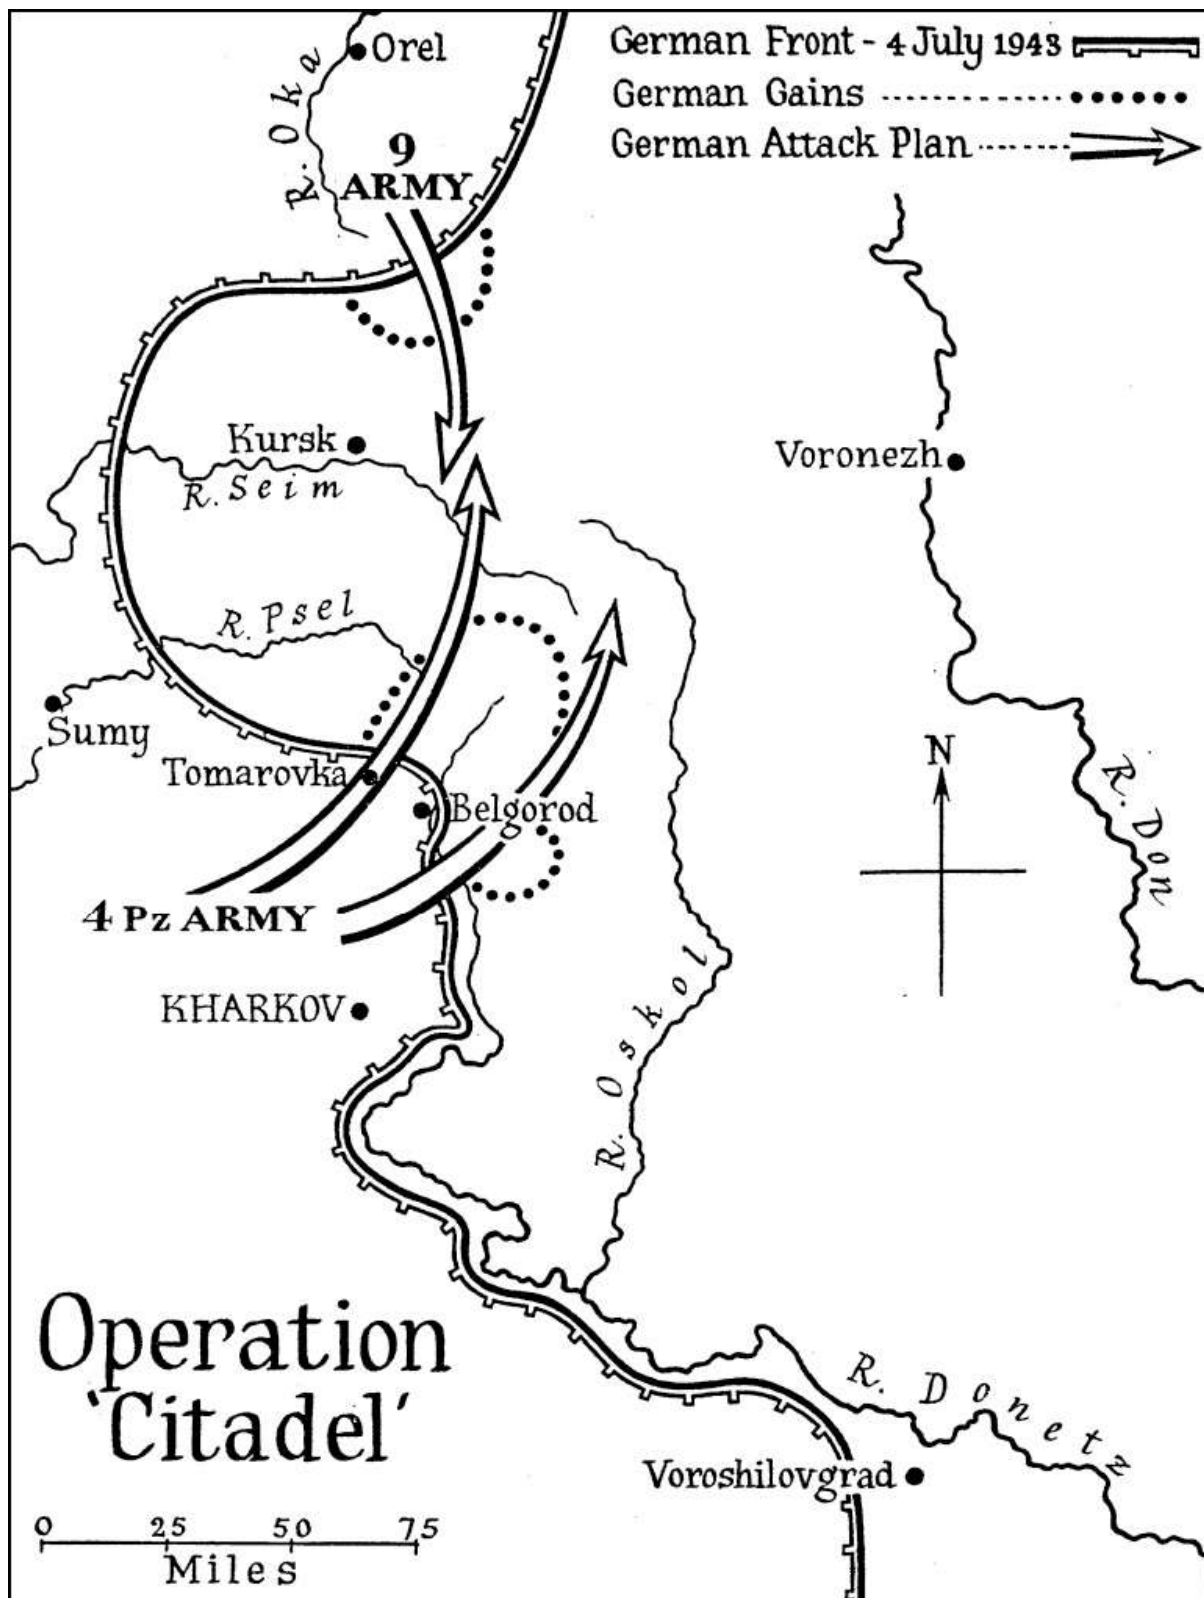 German Front - 4 July 1943
German Gains
German Attack Plan
Orel
R. Oka
9
ARMY
Kursk
R. Seim
Voronezh
R. Psel
Sumy
Tomarovka
Belgorod
N
R. Don
4 Pz ARMY
KHARKOV
R. Oskol
Operation
'Citadel'
R. Donetz
Voroshilovgrad
0 25 50 75
Miles